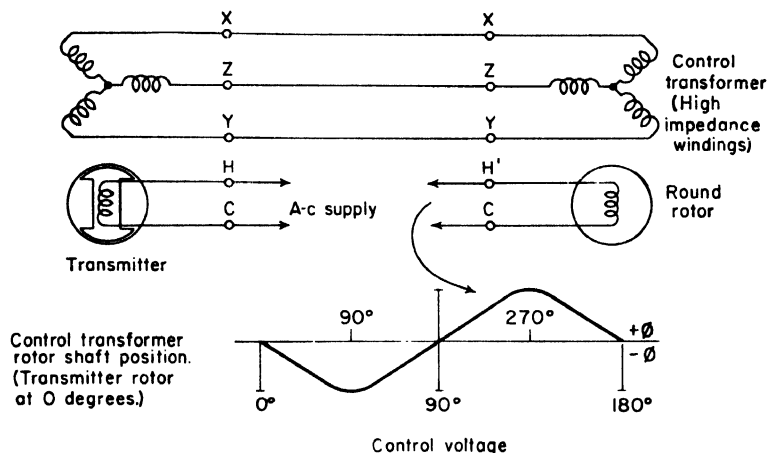 X X
Z Z
Y Y
Control
transformer
(High
impedance
windings)
H H'
A-c supply
C C
Round
rotor
Transmitter
Control transformer
rotor shaft position.
(Transmitter rotor
at O degrees.)
90° 270°
+Ø
-Ø
0° 90° 180°
Control voltage